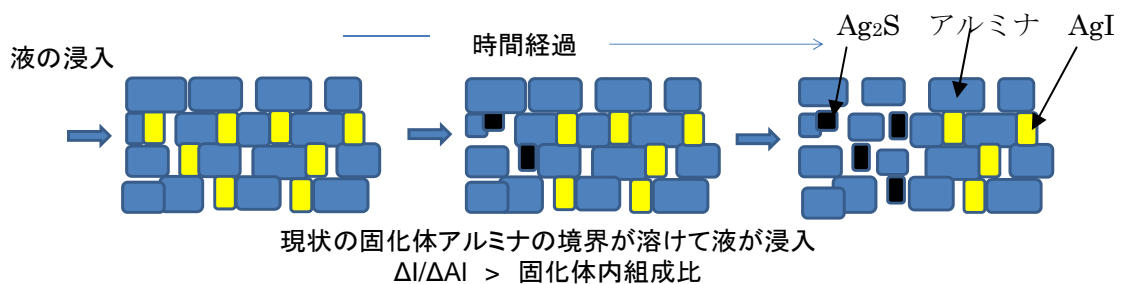 Ag₂S アルミナ AgI
時間経過
液の浸入
現状の固化体アルミナの境界が溶けて液が浸入
ΔI/ΔAl > 固化体内組成比